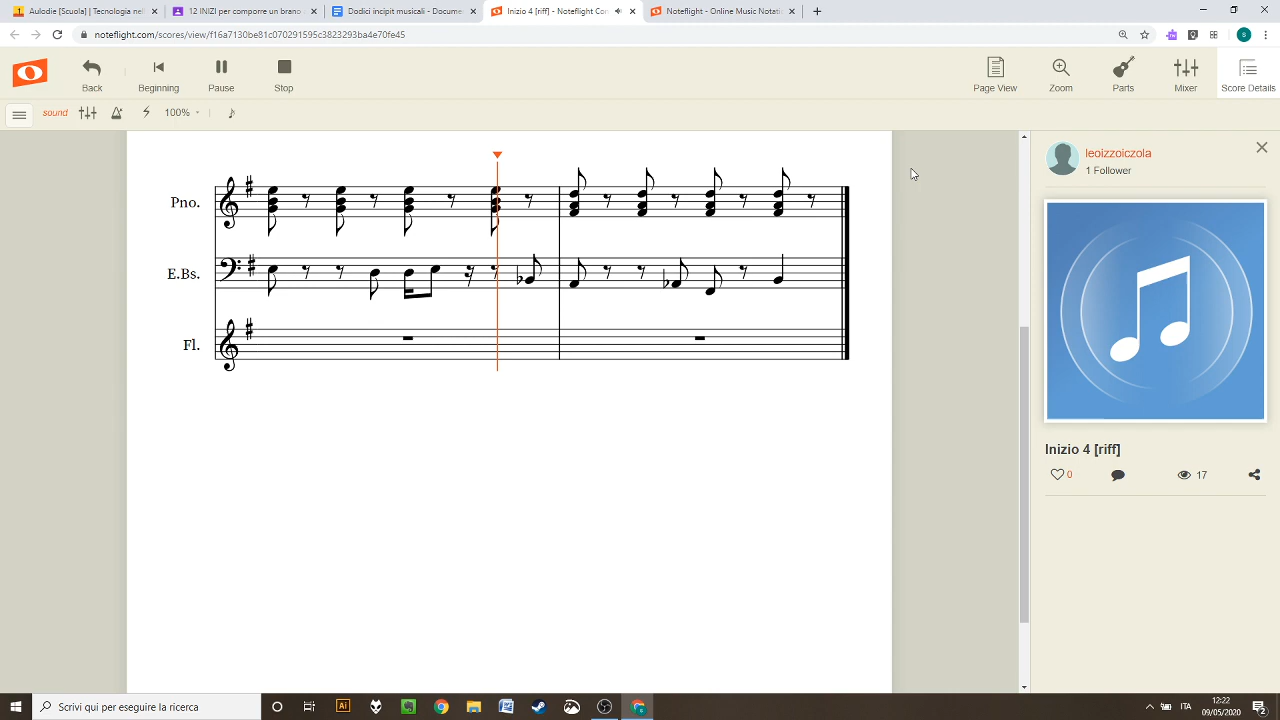 Aulodie [Scuola] | Tecnologia nell
12 INIZI per comporre un brano
Dodici incipit musicali - Docume
Inizio 4 [riff] - Noteflight Co
Noteflight - Online Music Notati
noteflight.com/scores/view/f16a7130be81c070291595c3823293ba4e70fe45
Back
Beginning
Pause
Stop
Page View
Zoom
Parts
Mixer
Score Details
sound
100%
leoizzoiczola
1 Follower
Pno.
E.Bs.
Fl.
Inizio 4 [riff]
0
17
Scrivi qui per eseguire la ricerca
Ai
ITA
12:22
09/05/2020
2